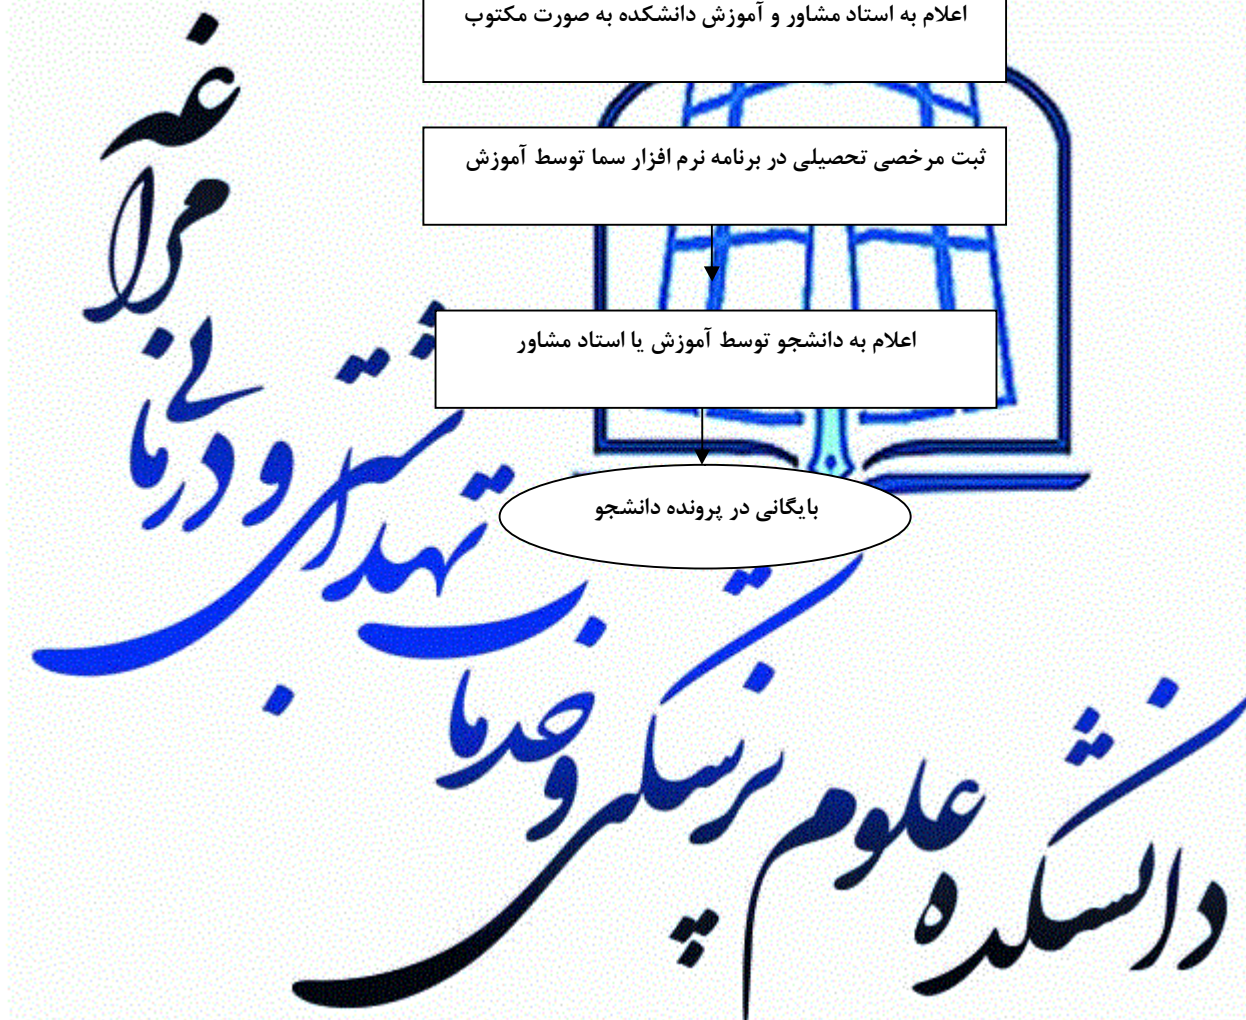 اعلام به استاد مشاور و آموزش دانشکده به صورت مکتوب
ثبت مرخصی تحصیلی در برنامه نرم افزار سما توسط آموزش
اعلام به دانشجو توسط آموزش یا استاد مشاور
بایگانی در پرونده دانشجو
دانشکده علوم پزشکی و خدمات بهداشتی و درمانی مراغه